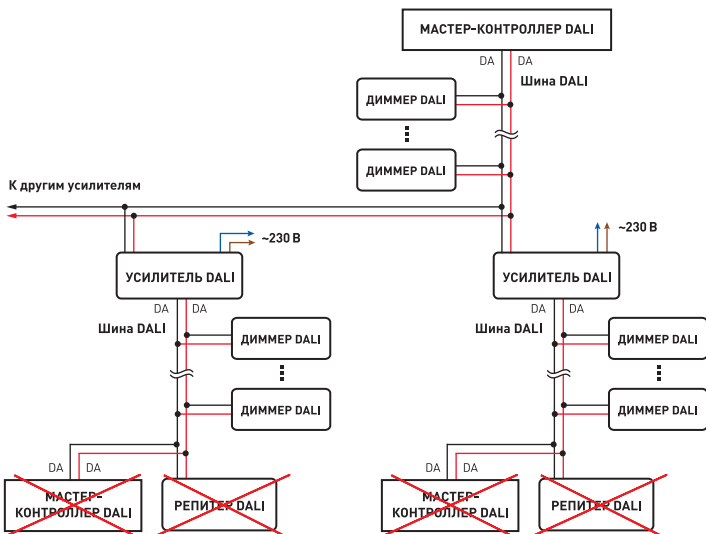 МАСТЕР-КОНТРОЛЛЕР DALI
DA DA
Шина DALI
ДИММЕР DALI
ДИММЕР DALI
К другим усилителям
~230 В
~230 В
УСИЛИТЕЛЬ DALI
УСИЛИТЕЛЬ DALI
DA DA
DA DA
Шина DALI
Шина DALI
ДИММЕР DALI
ДИММЕР DALI
ДИММЕР DALI
ДИММЕР DALI
DA DA
DA DA
МАСТЕР-
КОНТРОЛЛЕР DALI
РЕПИТЕР DALI
МАСТЕР-
КОНТРОЛЛЕР DALI
РЕПИТЕР DALI